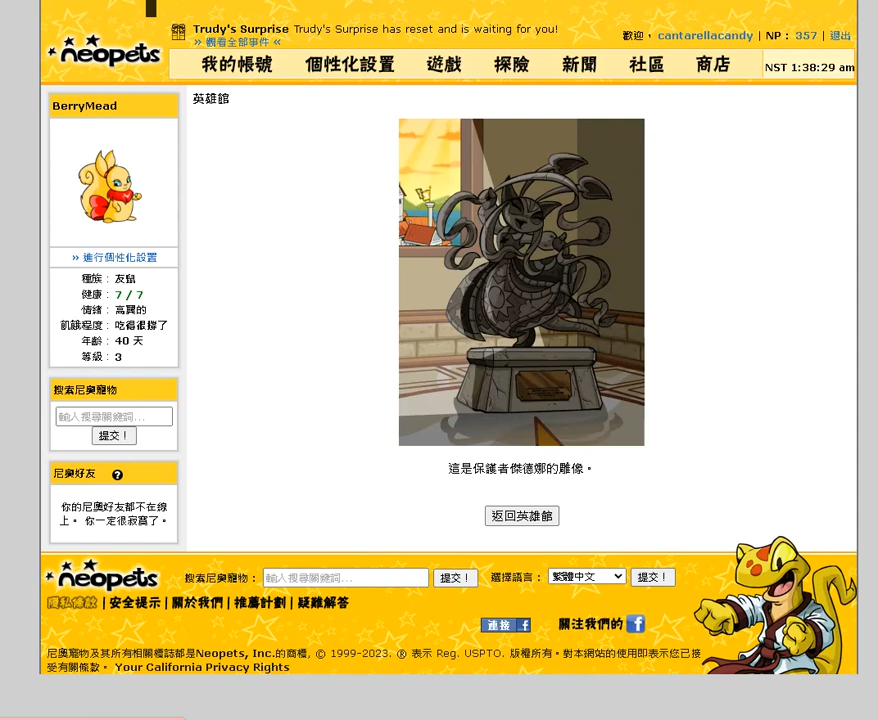 Trudy's Surprise Trudy's Surprise has reset and is waiting for you!
» 觀看全部事件 «
歡迎， cantarellacandy | NP : 357 | 退出
neopets
我的帳號 個性化設置 遊戲 探險 新聞 社區 商店
NST 1:38:29 am
BerryMead
» 進行個性化設置
種族： 友鼠
健康： 7 / 7
情緒： 高興的
飢餓程度： 吃得很撐了
年齡： 40 天
等級： 3
搜索尼奧寵物
輸入搜尋關鍵詞...
提交！
尼奧好友 ?
你的尼奧好友都不在線
上。 你一定很寂寞了。
英雄館
這是保護者傑德娜的雕像。
返回英雄館
neopets
搜索尼奧寵物： 輸入搜尋關鍵詞... 提交！ 選擇語言： 繁體中文 提交！
隱私條款 | 安全提示 | 關於我們 | 推薦計劃 | 疑難解答
連接 f 關注我們的 f
尼奧寵物及其所有相關標誌都是Neopets, Inc.的商標, © 1999-2023. ® 表示 Reg. USPTO. 版權所有。對本網站的使用即表示您已接
受有關條款。 Your California Privacy Rights